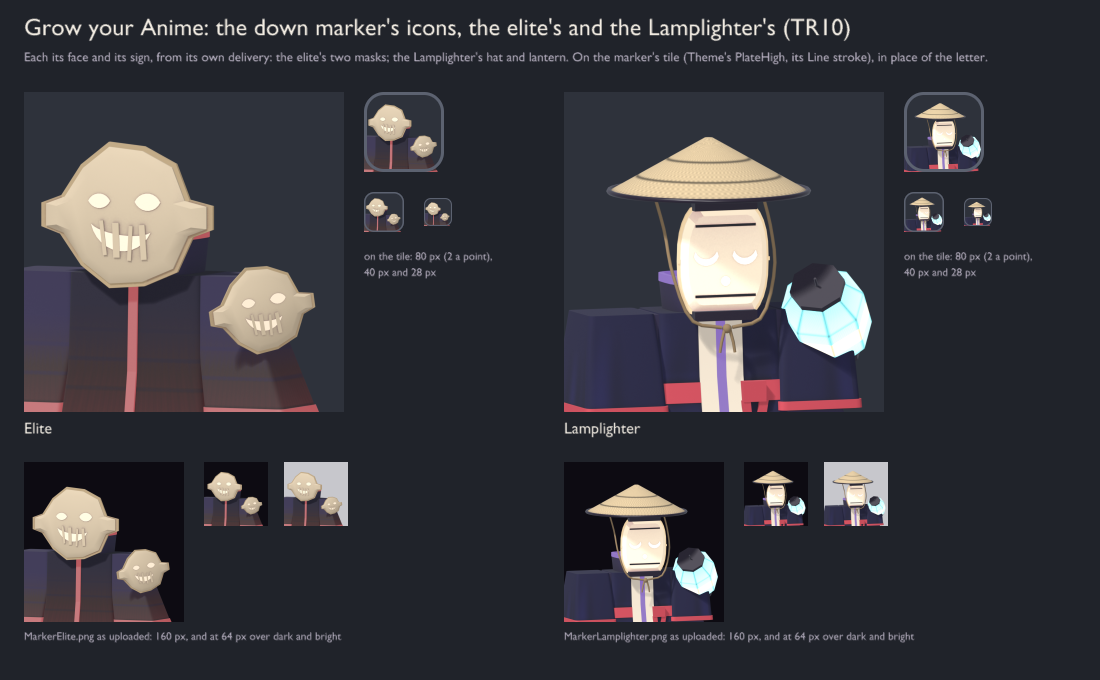 Grow your Anime: the down marker's icons, the elite's and the Lamplighter's (TR10)
Each its face and its sign, from its own delivery: the elite's two masks; the Lamplighter's hat and lantern. On the marker's tile (Theme's PlateHigh, its Line stroke), in place of the letter.
on the tile: 80 px (2 a point),
40 px and 28 px
on the tile: 80 px (2 a point),
40 px and 28 px
Elite
Lamplighter
MarkerElite.png as uploaded: 160 px, and at 64 px over dark and bright
MarkerLamplighter.png as uploaded: 160 px, and at 64 px over dark and bright